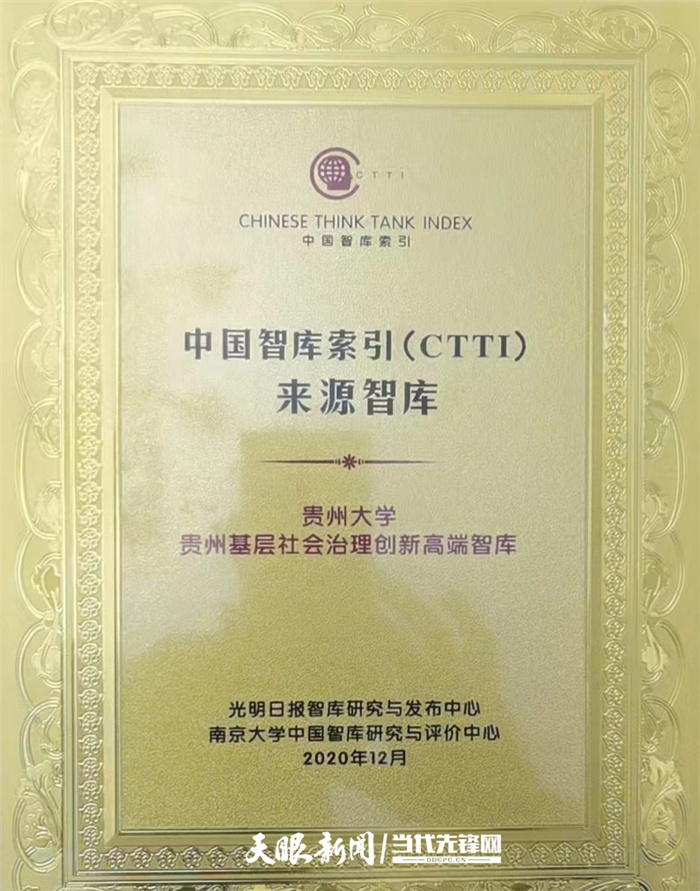 CTTI
CHINESE THINK TANK INDEX
中国智库索引
中国智库索引(CTTI)
来源智库
贵州大学
贵州基层社会治理创新高端智库
光明日报智库研究与发布中心
南京大学中国智库研究与评价中心
2020年12月
天眼新闻 当代先锋网
DDCPC.CN